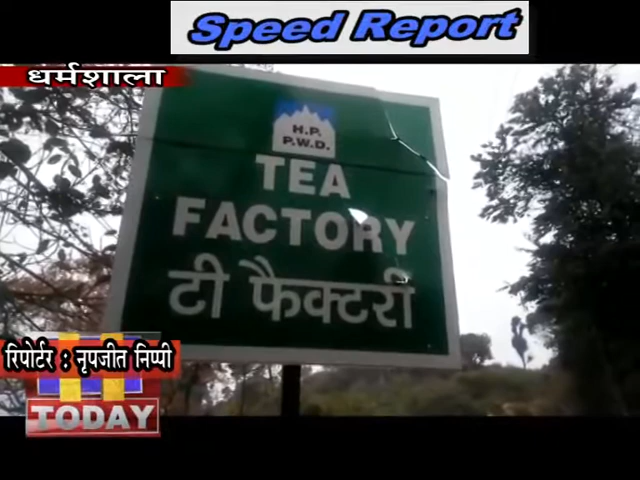 Speed Report
धर्मशाला
H.P.
P.W.D.
TEA
FACTORY
टी फैक्टरी
रिपोर्टर : नृपजीत निप्पी
TODAY